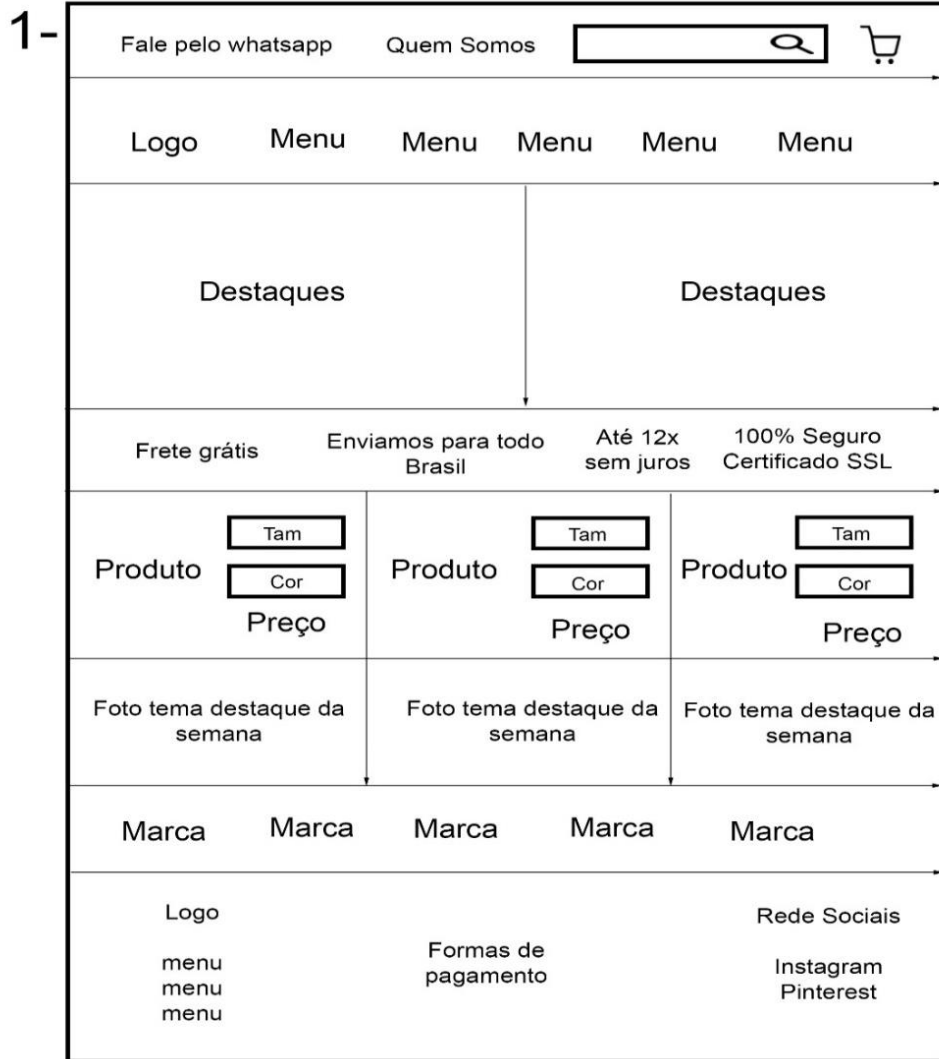 1-
Fale pelo whatsapp Quem Somos
Logo Menu Menu Menu Menu Menu
Destaques Destaques
Frete grátis
Enviamos para todo
Brasil
Até 12x
sem juros
100% Seguro
Certificado SSL
Produto
Tam
Cor
Preço
Produto
Tam
Cor
Preço
Produto
Tam
Cor
Preço
Foto tema destaque da
semana
Foto tema destaque da
semana
Foto tema destaque da
semana
Marca Marca Marca Marca Marca
Logo
menu
menu
menu
Formas de
pagamento
Rede Sociais
Instagram
Pinterest